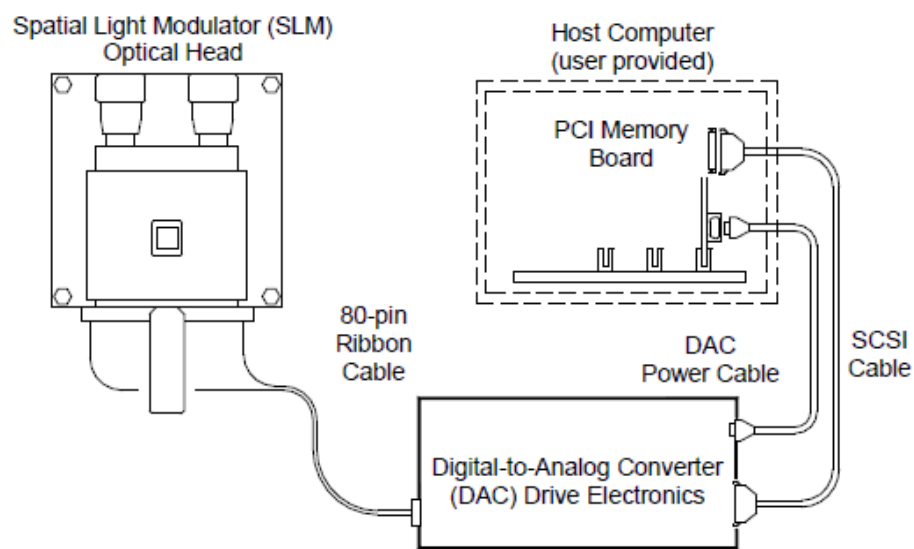 Spatial Light Modulator (SLM)
Optical Head
Host Computer
(user provided)
PCI Memory
Board
80-pin
Ribbon
Cable
DAC
Power Cable
SCSI
Cable
Digital-to-Analog Converter
(DAC) Drive Electronics